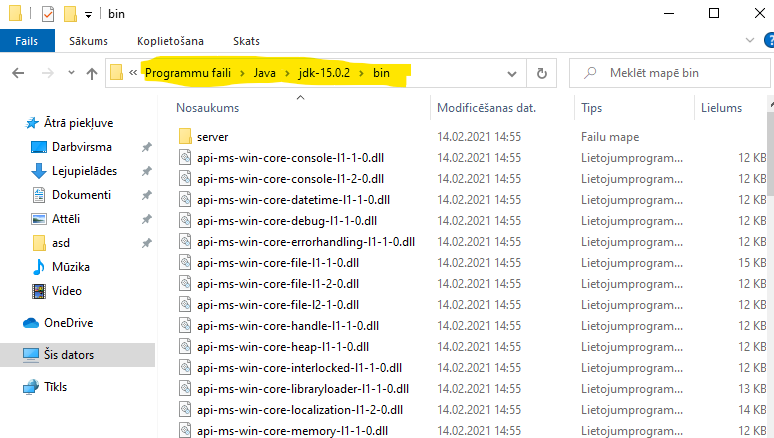 bin
Fails Sākums Koplietošana Skats
« Programmu faili › Java › jdk-15.0.2 › bin Meklēt mapē bin
Nosaukums Modificēšanas dat. Tips Lielums
Ātrā piekļuve
Darbvirsma
Lejupielādes
Dokumenti
Attēli
asd
Mūzika
Video
OneDrive
Šis dators
Tīkls
server 14.02.2021 14:55 Failu mape
api-ms-win-core-console-l1-1-0.dll 14.02.2021 14:55 Lietojumprogram... 12 KB
api-ms-win-core-console-l1-2-0.dll 14.02.2021 14:55 Lietojumprogram... 12 KB
api-ms-win-core-datetime-l1-1-0.dll 14.02.2021 14:55 Lietojumprogram... 12 KB
api-ms-win-core-debug-l1-1-0.dll 14.02.2021 14:55 Lietojumprogram... 12 KB
api-ms-win-core-errorhandling-l1-1-0.dll 14.02.2021 14:55 Lietojumprogram... 12 KB
api-ms-win-core-file-l1-1-0.dll 14.02.2021 14:55 Lietojumprogram... 15 KB
api-ms-win-core-file-l1-2-0.dll 14.02.2021 14:55 Lietojumprogram... 12 KB
api-ms-win-core-file-l2-1-0.dll 14.02.2021 14:55 Lietojumprogram... 12 KB
api-ms-win-core-handle-l1-1-0.dll 14.02.2021 14:55 Lietojumprogram... 12 KB
api-ms-win-core-heap-l1-1-0.dll 14.02.2021 14:55 Lietojumprogram... 12 KB
api-ms-win-core-interlocked-l1-1-0.dll 14.02.2021 14:55 Lietojumprogram... 12 KB
api-ms-win-core-libraryloader-l1-1-0.dll 14.02.2021 14:55 Lietojumprogram... 13 KB
api-ms-win-core-localization-l1-2-0.dll 14.02.2021 14:55 Lietojumprogram... 14 KB
api-ms-win-core-memory-l1-1-0.dll 14.02.2021 14:55 Lietojumprogram... 12 KB